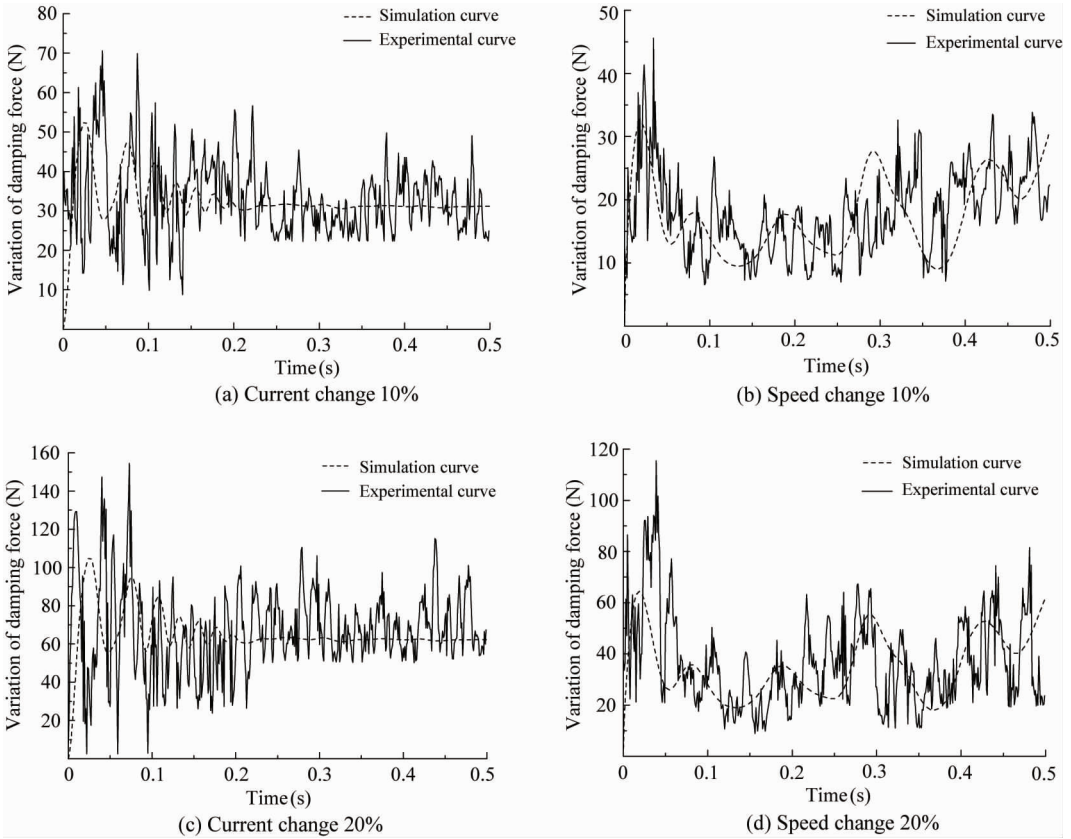 Variation of damping force (N)
80
70
60
50
40
30
20
10
0
0.1
0.2
0.3
0.4
0.5
Simulation curve
Experimental curve
Time (s)
(a) Current change 10%
Variation of damping force (N)
50
40
30
20
10
0
0.1
0.2
0.3
0.4
0.5
Simulation curve
Experimental curve
Time (s)
(b) Speed change 10%
Variation of damping force (N)
160
140
120
100
80
60
40
20
0
0.1
0.2
0.3
0.4
0.5
Simulation curve
Experimental curve
Time (s)
(c) Current change 20%
Variation of damping force (N)
120
100
80
60
40
20
0
0.1
0.2
0.3
0.4
0.5
Simulation curve
Experimental curve
Time (s)
(d) Speed change 20%